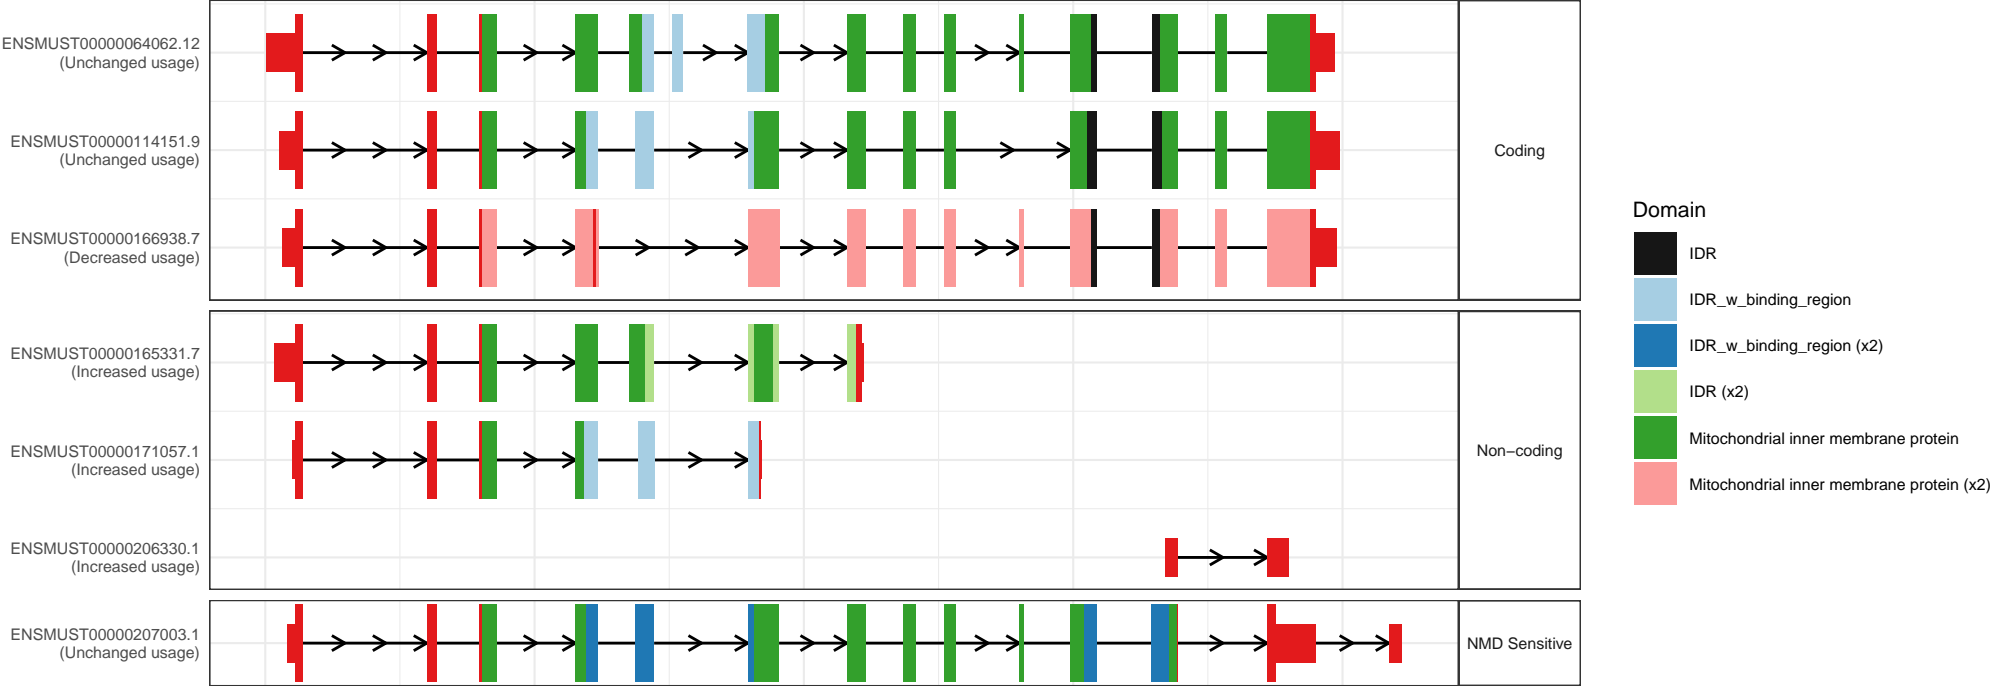 ENSMUST00000064062.12
(Unchanged usage)
ENSMUST00000114151.9
(Unchanged usage)
ENSMUST00000166938.7
(Decreased usage)
Coding
ENSMUST00000165331.7
(Increased usage)
ENSMUST00000171057.1
(Increased usage)
ENSMUST00000206330.1
(Increased usage)
Non−coding
ENSMUST00000207003.1
(Unchanged usage)
NMD Sensitive
Domain
IDR
IDR_w_binding_region
IDR_w_binding_region (x2)
IDR (x2)
Mitochondrial inner membrane protein
Mitochondrial inner membrane protein (x2)